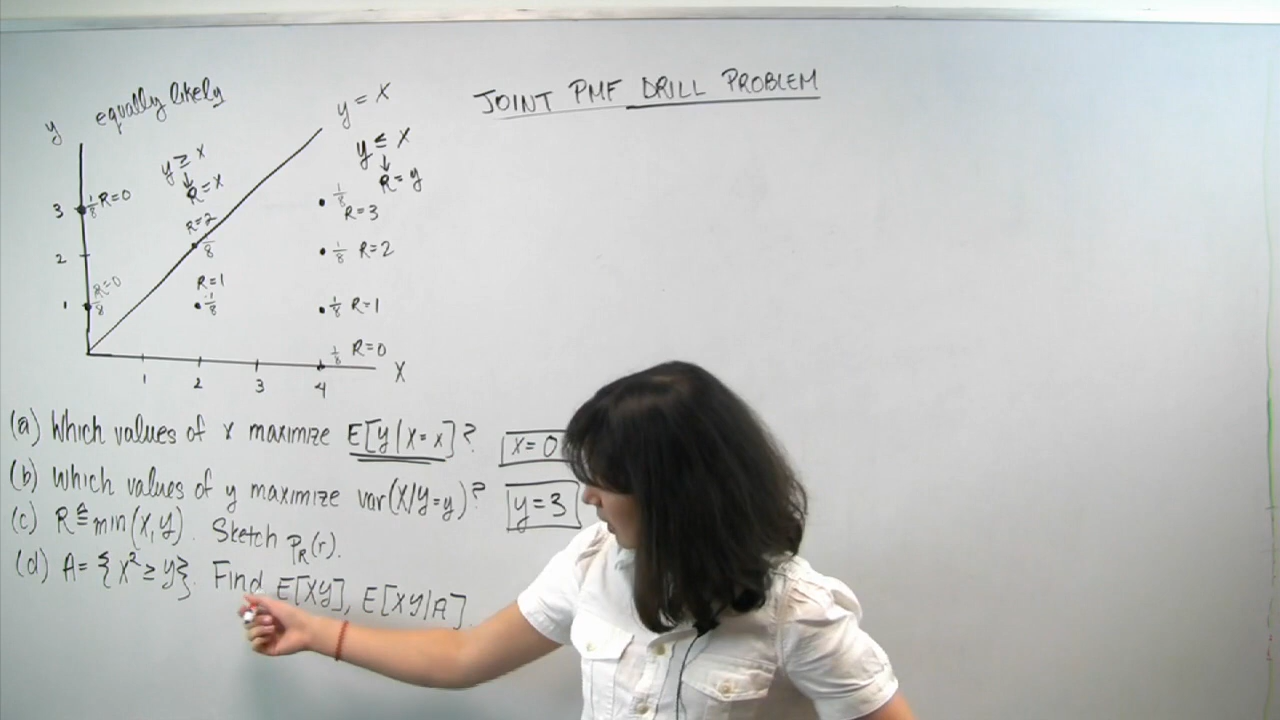 JOINT PMF DRILL PROBLEM
equally likely
y
y = x
y ≥ x
↓
R = x
y ≤ x
↓
R = y
3
1/8 R=0
1/8
R=3
R=2
1/8
2
1/8 R=2
R=0
1/8
1
R=1
1/8
1/8 R=1
1/8 R=0
1 2 3 4
X
(a) Which values of x maximize E[Y|X=x]? X=0
(b) Which values of y maximize var(X|Y=y)? y=3
(c) R ≜ min(X,Y). Sketch pR(r).
(d) A = {X² ≥ Y}. Find E[XY], E[XY|A].